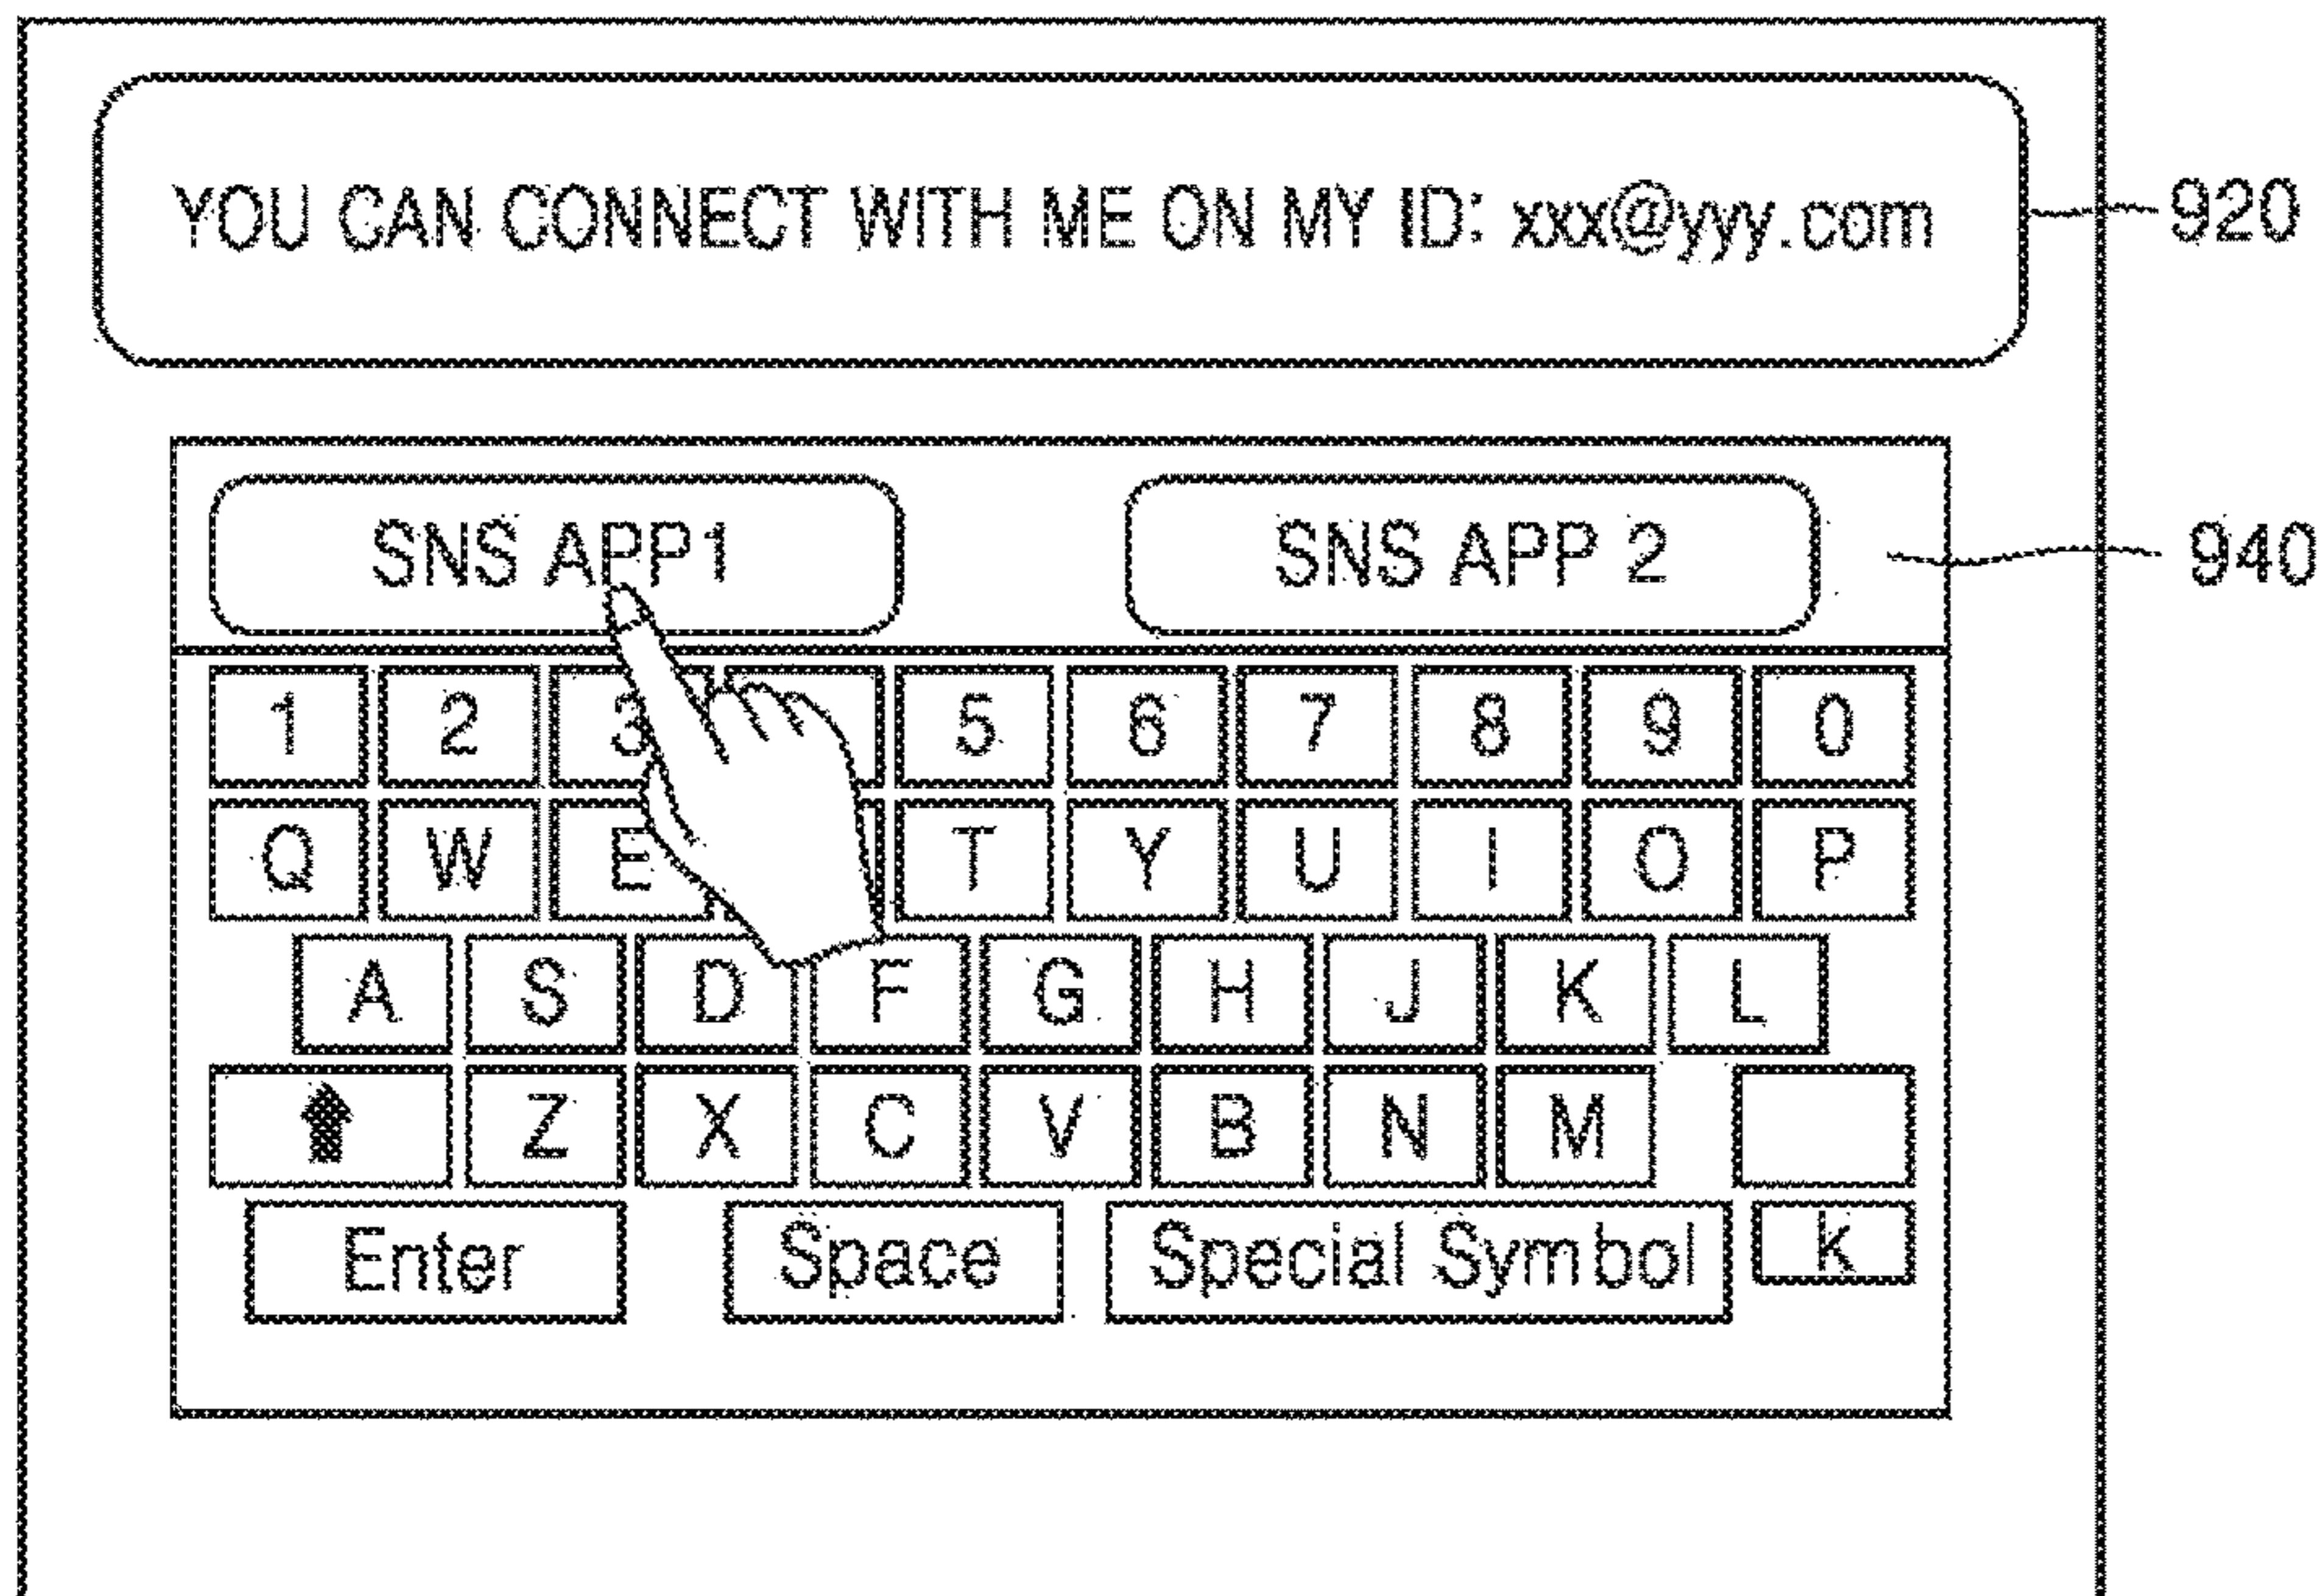 YOU CAN CONNECT WITH ME ON MY ID: xxx@yyy.com 920
SNS APP1 SNS APP 2 940
1 2 3 5 6 7 8 9 0
Q W E T Y U I O P
A S D F G H J K L
Z X C V B N M
Enter Space Special Symbol k